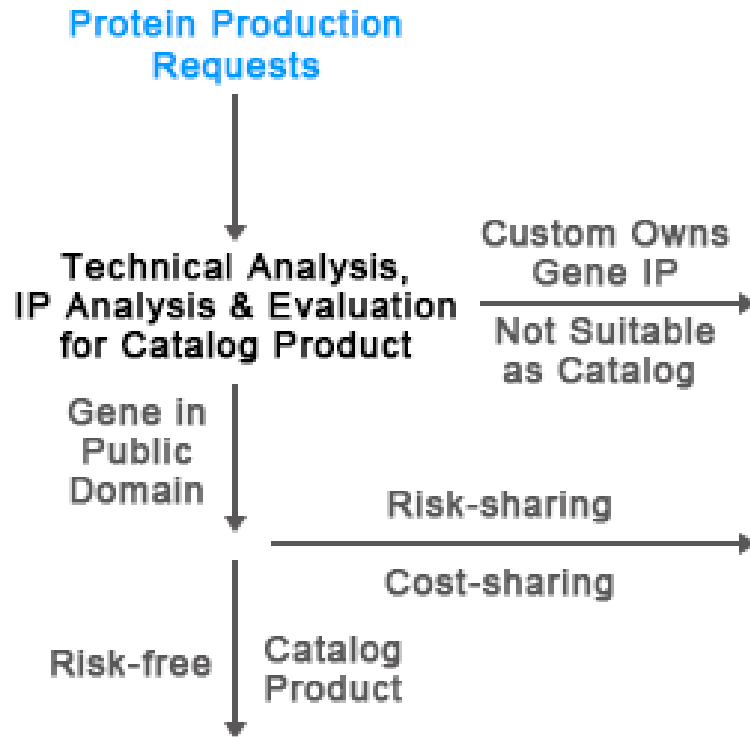 Protein Production
Requests
Technical Analysis,
IP Analysis & Evaluation
for Catalog Product
Custom Owns
Gene IP
Not Suitable
as Catalog
Gene in
Public
Domain
Risk-sharing
Cost-sharing
Risk-free
Catalog
Product